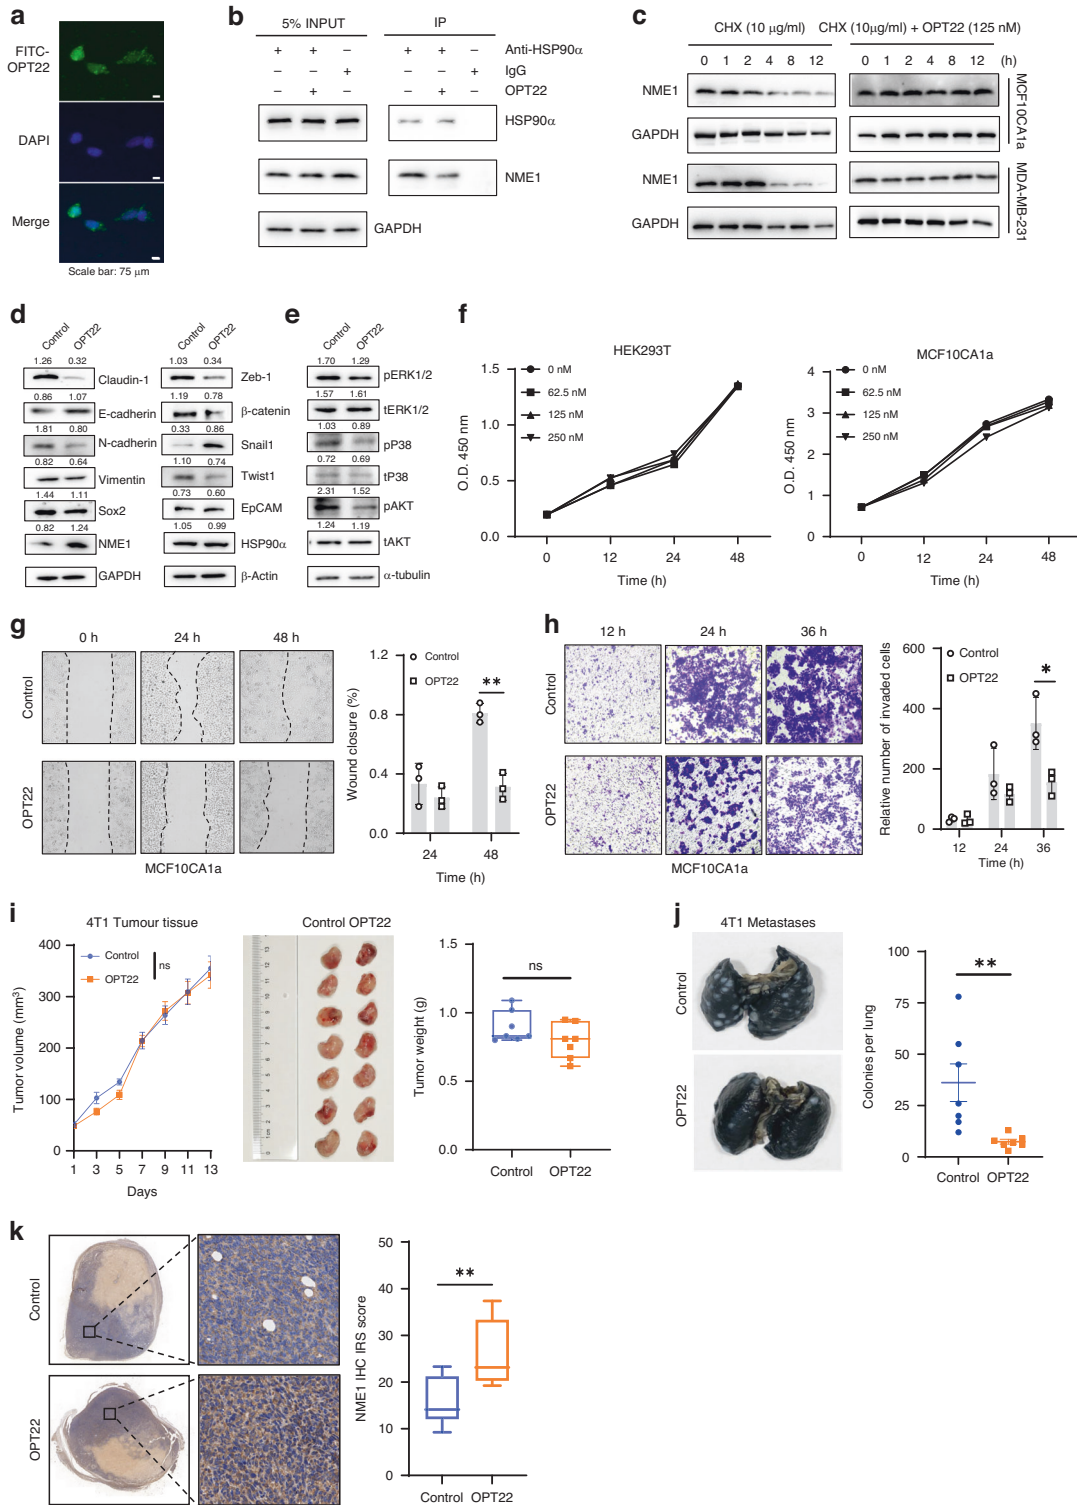 a
FITC-
OPT22
DAPI
Merge
Scale bar: 75 μm
b
5% INPUT
IP
+ + − + + − Anti-HSP90α
− − + − − + IgG
− + − − + − OPT22
HSP90α
NME1
GAPDH
c
CHX (10 μg/ml)
CHX (10μg/ml) + OPT22 (125 nM)
0 1 2 4 8 12 0 1 2 4 8 12 (h)
NME1
GAPDH
MCF10CA1a
NME1
GAPDH
MDA-MB-231
d
Control OPT22
1.26 0.32
Claudin-1
0.86 1.07
E-cadherin
1.81 0.80
N-cadherin
0.82 0.64
Vimentin
1.44 1.11
Sox2
0.82 1.24
NME1
GAPDH
Control OPT22
1.03 0.34
Zeb-1
1.19 0.78
β-catenin
0.33 0.86
Snail1
1.10 0.74
Twist1
0.73 0.60
EpCAM
1.05 0.99
HSP90α
β-Actin
e
Control OPT22
1.70 1.29
pERK1/2
1.57 1.61
tERK1/2
1.03 0.89
pP38
0.72 0.69
tP38
2.31 1.52
pAKT
1.24 1.19
tAKT
α-tubulin
f
HEK293T
O.D. 450 nm
1.5
1.0
0.5
0.0
0 nM
62.5 nM
125 nM
250 nM
0 12 24 48
Time (h)
MCF10CA1a
O.D. 450 nm
4
3
2
1
0
0 nM
62.5 nM
125 nM
250 nM
0 12 24 48
Time (h)
g
0 h 24 h 48 h
Control
OPT22
MCF10CA1a
Wound closure (%)
1.2
0.8
0.4
0.0
Control
OPT22
**
24 48
Time (h)
h
12 h 24 h 36 h
Control
OPT22
MCF10CA1a
Relative number of invaded cells
600
400
200
0
Control
OPT22
*
12 24 36
Time (h)
i
4T1 Tumour tissue
Tumor volume (mm³)
400
300
200
100
0
Control
OPT22
ns
1 3 5 7 9 11 13
Days
Control OPT22
Tumor weight (g)
1.5
1.0
0.5
0.0
ns
Control OPT22
j
4T1 Metastases
Control
OPT22
Colonies per lung
100
75
50
25
0
**
Control OPT22
k
Control
OPT22
NME1 IHC IRS score
50
40
30
20
10
0
**
Control OPT22